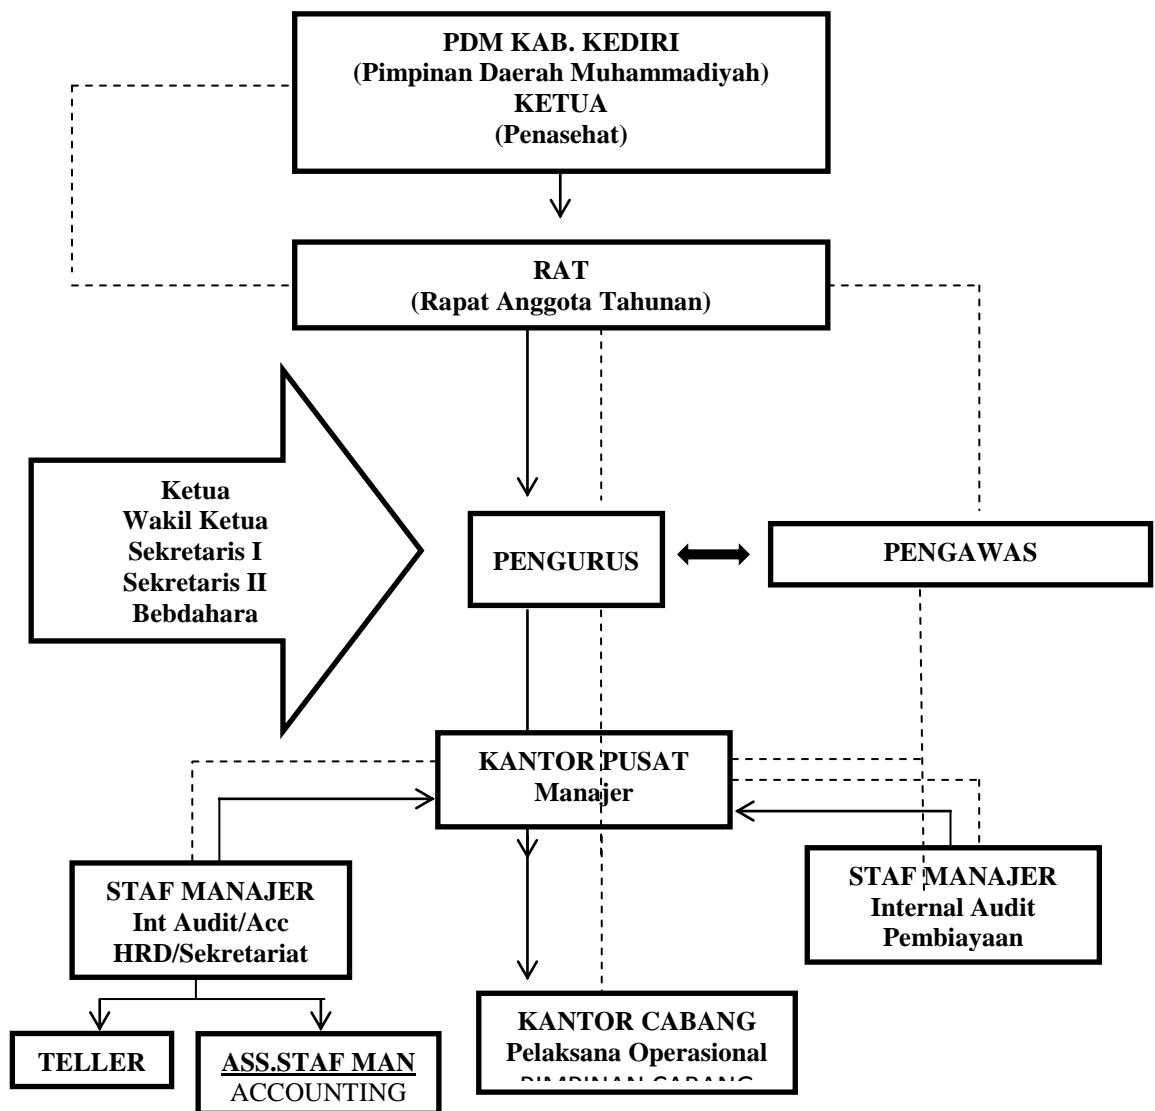 PDM KAB. KEDIRI
(Pimpinan Daerah Muhammadiyah)
KETUA
(Penasehat)
RAT
(Rapat Anggota Tahunan)
Ketua
Wakil Ketua
Sekretaris I
Sekretaris II
Bebdahara
PENGURUS
PENGAWAS
KANTOR PUSAT
Manajer
STAF MANAJER
Int Audit/Acc
HRD/Sekretariat
STAF MANAJER
Internal Audit
Pembiayaan
TELLER
ASS.STAF MAN
ACCOUNTING
KANTOR CABANG
Pelaksana Operasional
PIMPINAN CABANG